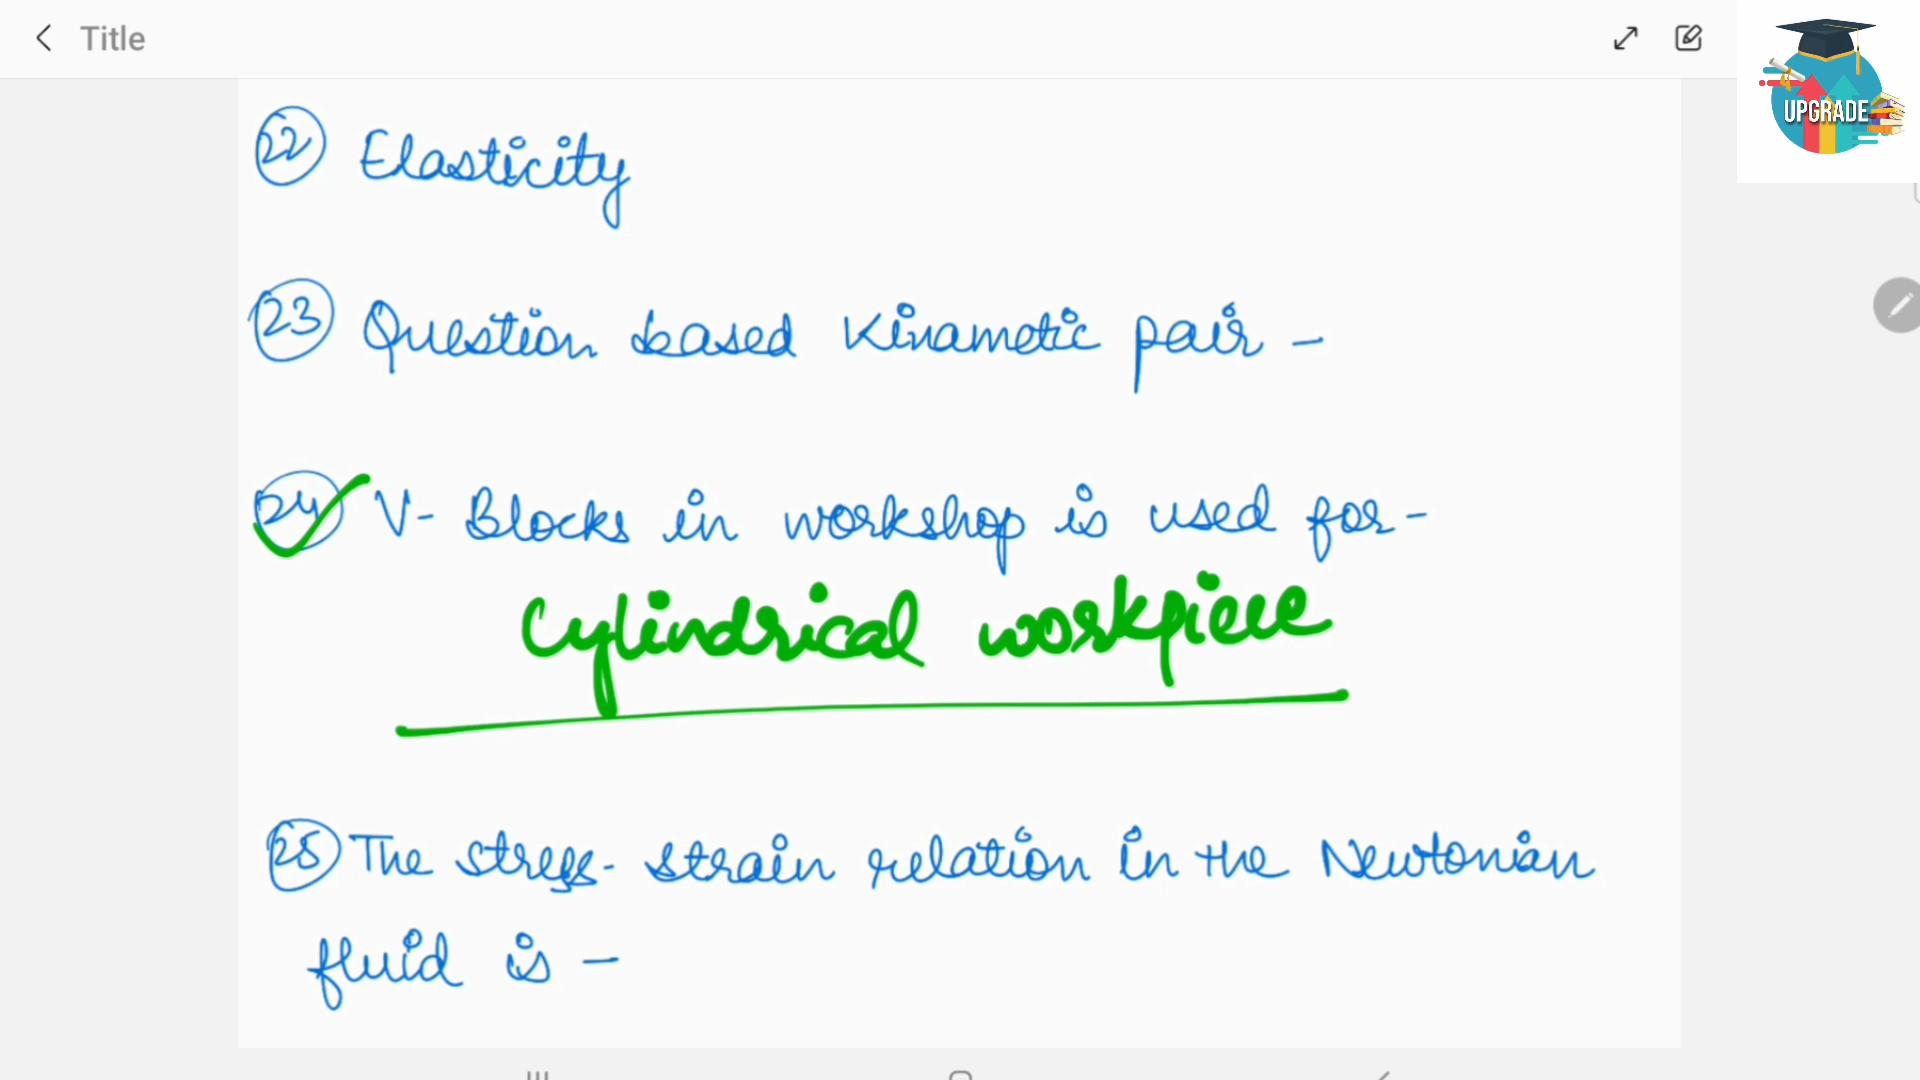 Title
UPGRADE
22 Elasticity
23 Question based Kinametic pair -
24 V- Blocks in workshop is used for -
Cylindrical workpiece
25 The stress- strain relation in the Newtonian
fluid is -